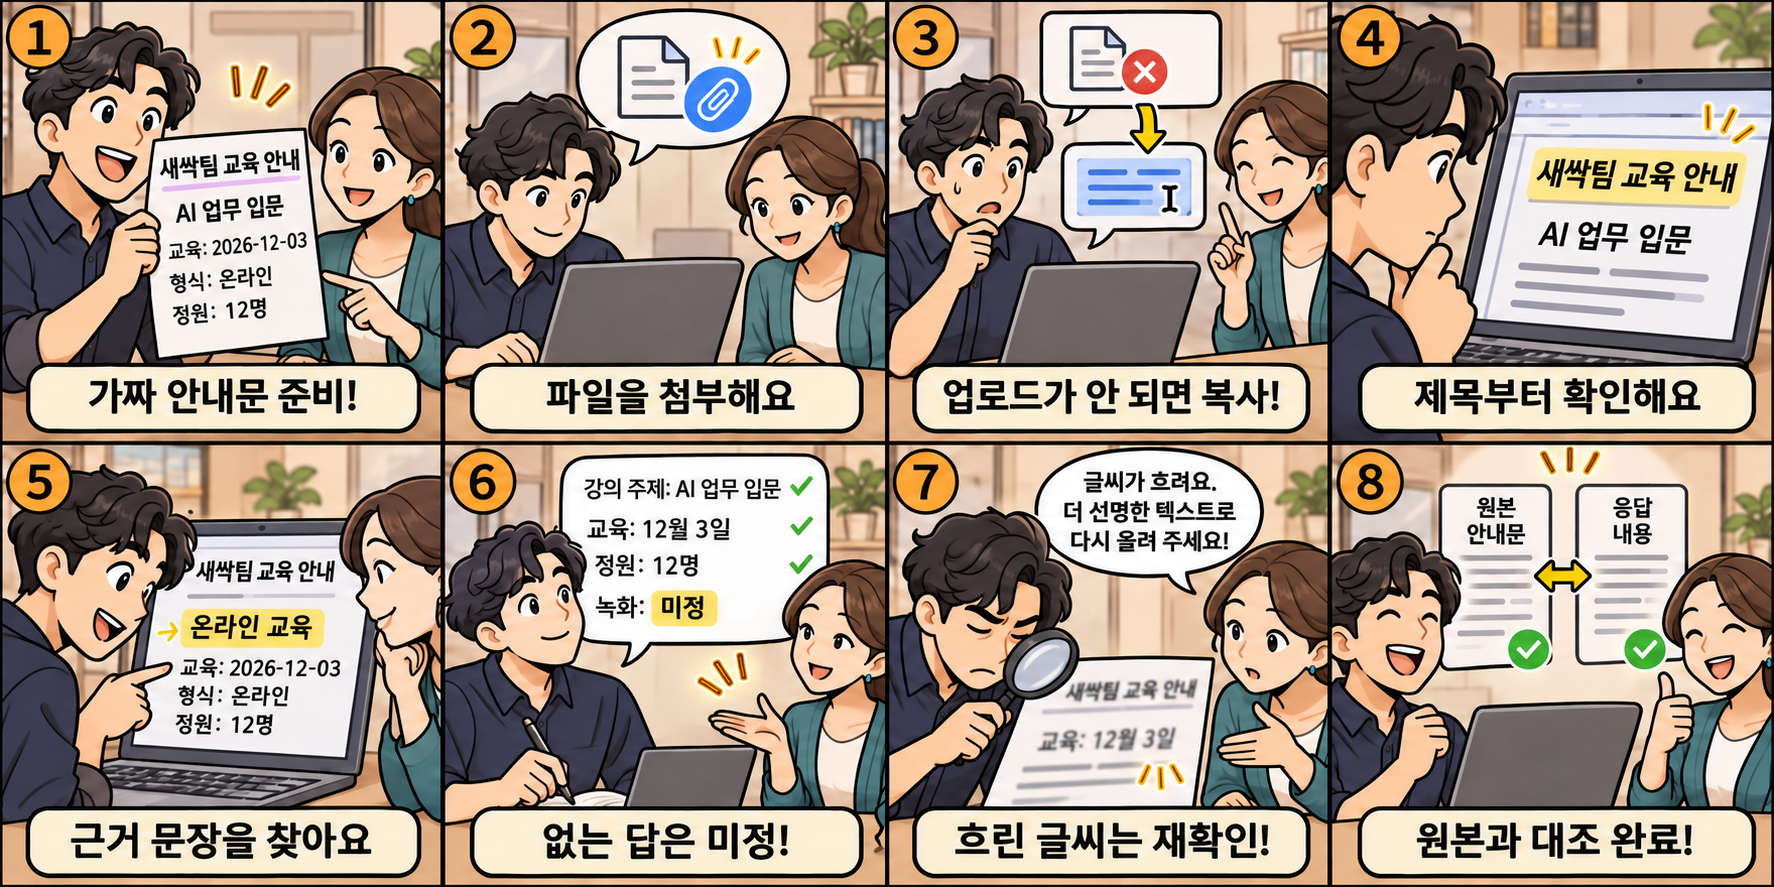 1
새싹팀 교육 안내
AI 업무 입문
교육: 2026-12-03
형식: 온라인
정원: 12명
가짜 안내문 준비!
2
파일을 첨부해요
3
업로드가 안 되면 복사!
4
새싹팀 교육 안내
AI 업무 입문
제목부터 확인해요
5
새싹팀 교육 안내
온라인 교육
교육: 2026-12-03
형식: 온라인
정원: 12명
근거 문장을 찾아요
6
강의 주제: AI 업무 입문
교육: 12월 3일
정원: 12명
녹화: 미정
없는 답은 미정!
7
글씨가 흐려요.
더 선명한 텍스트로
다시 올려 주세요!
새싹팀 교육 안내
교육: 12월 3일
흐린 글씨는 재확인!
8
원본
안내문
응답
내용
원본과 대조 완료!